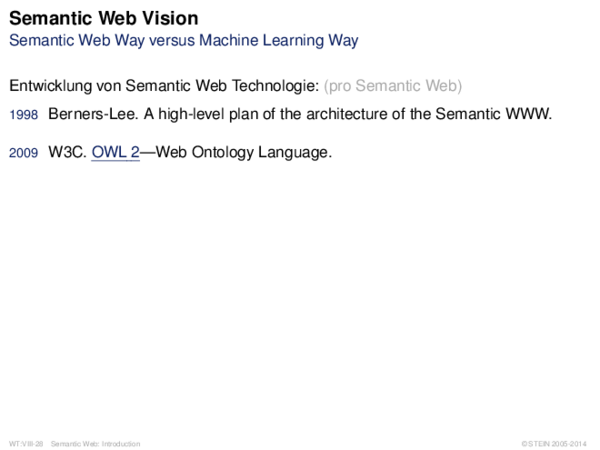 Semantic Web Vision
Semantic Web Way versus Machine Learning Way
Entwicklung von Semantic Web Technologie: (pro Semantic Web)
1998 Berners-Lee. A high-level plan of the architecture of the Semantic WWW.
2009 W3C. OWL 2—Web Ontology Language.
WT:VIII-28 Semantic Web: Introduction © STEIN 2005-2014